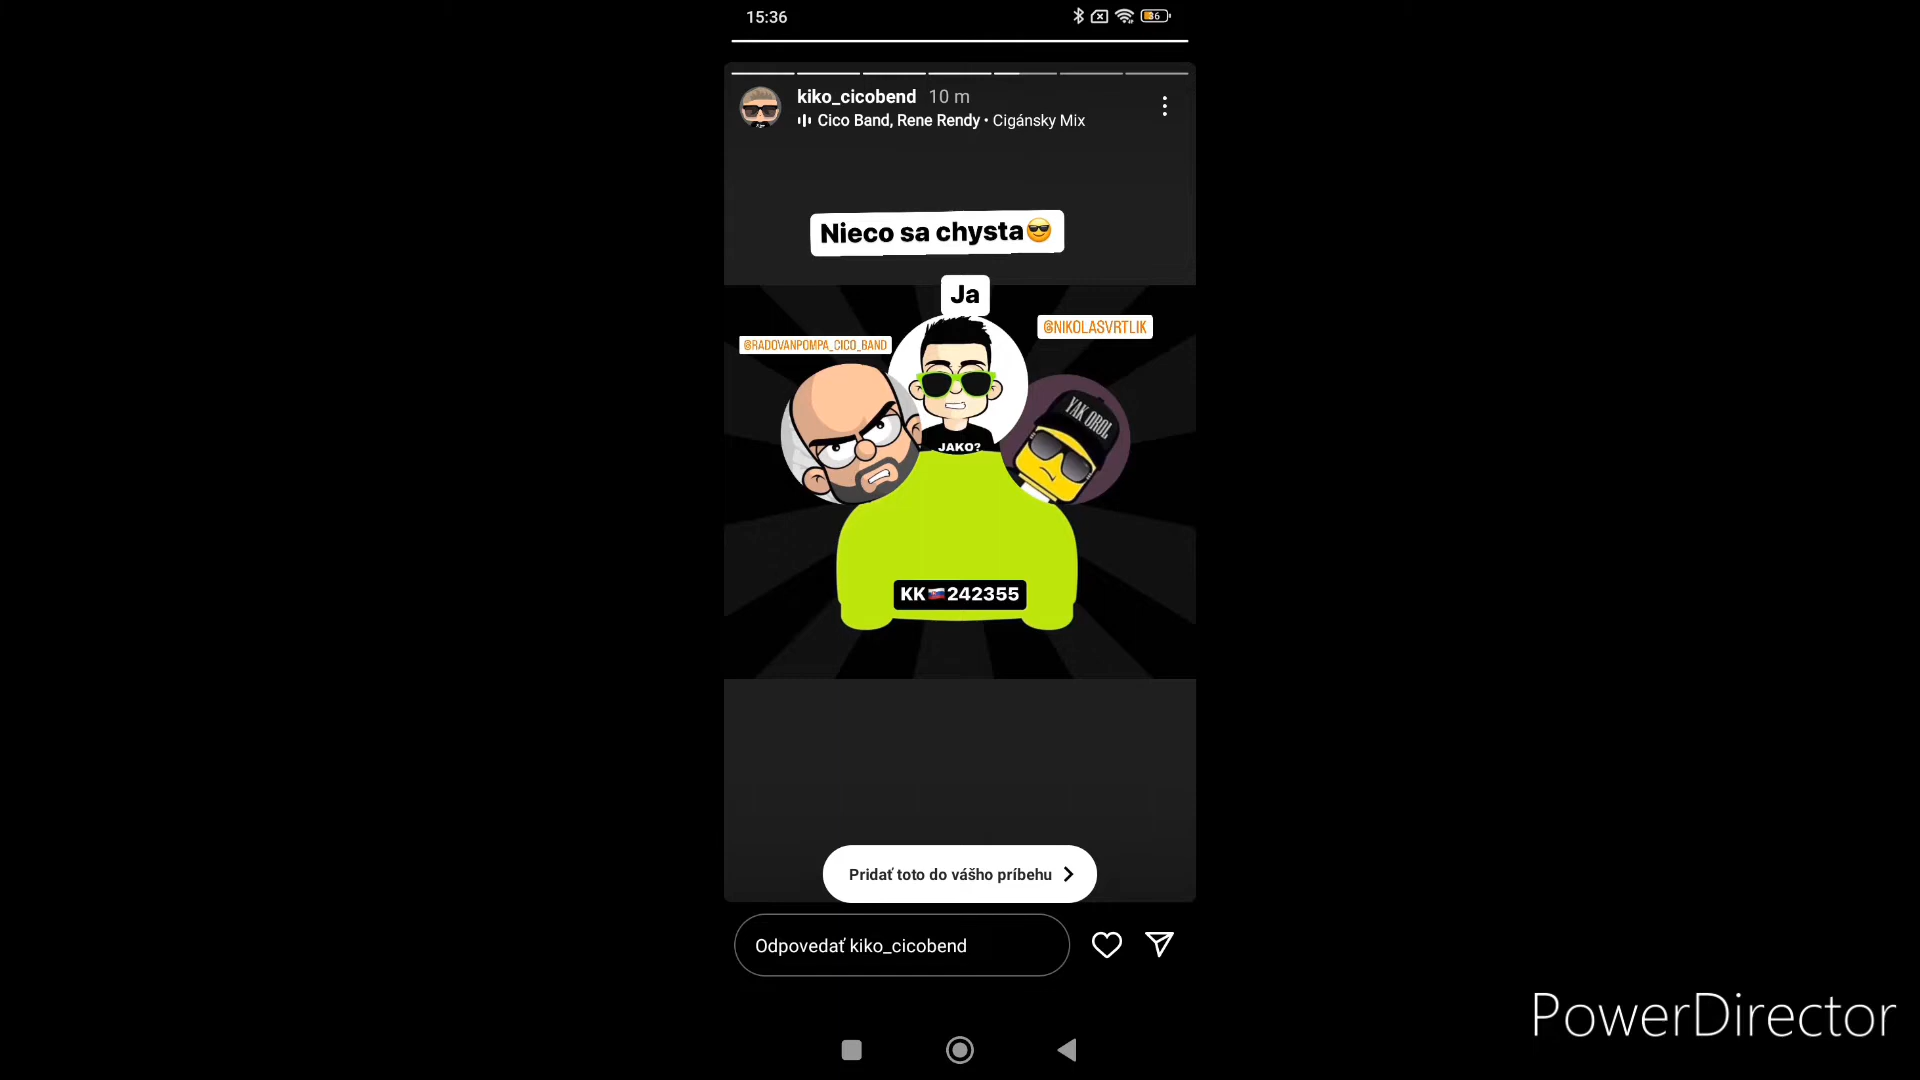 15:36
36
kiko_cicobend 10 m
Cico Band, Rene Rendy • Cigánsky Mix
Nieco sa chysta😎
Ja
@NIKOLASVRTLIK
@RADOVANPOMPA_CICO_BAND
YAK OROL
JAKO?
KK🇸🇰242355
Pridať toto do vášho príbehu
Odpovedať kiko_cicobend
PowerDirector